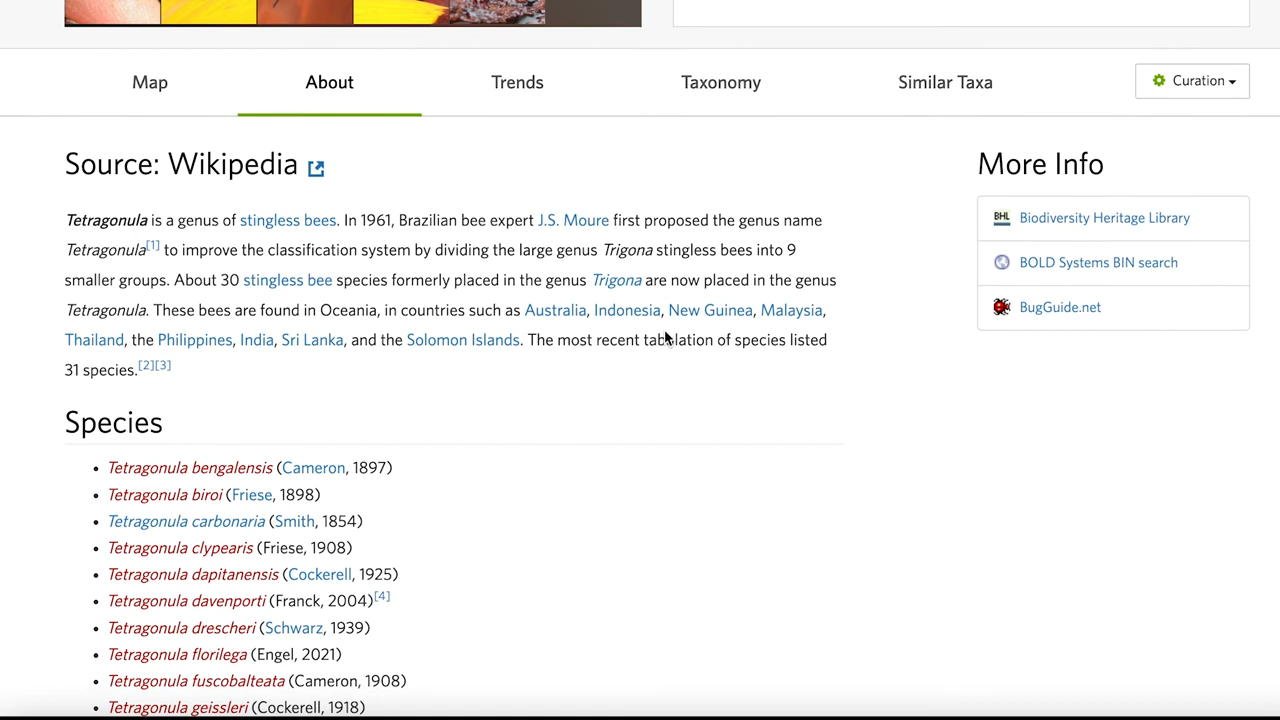 Map
About
Trends
Taxonomy
Similar Taxa
Curation
Source: Wikipedia
Tetragonula is a genus of stingless bees. In 1961, Brazilian bee expert J.S. Moure first proposed the genus name
Tetragonula[1] to improve the classification system by dividing the large genus Trigona stingless bees into 9
smaller groups. About 30 stingless bee species formerly placed in the genus Trigona are now placed in the genus
Tetragonula. These bees are found in Oceania, in countries such as Australia, Indonesia, New Guinea, Malaysia,
Thailand, the Philippines, India, Sri Lanka, and the Solomon Islands. The most recent tabulation of species listed
31 species.[2][3]
Species
Tetragonula bengalensis (Cameron, 1897)
Tetragonula biroi (Friese, 1898)
Tetragonula carbonaria (Smith, 1854)
Tetragonula clypearis (Friese, 1908)
Tetragonula dapitanensis (Cockerell, 1925)
Tetragonula davenporti (Franck, 2004)[4]
Tetragonula drescheri (Schwarz, 1939)
Tetragonula florilega (Engel, 2021)
Tetragonula fuscobalteata (Cameron, 1908)
Tetragonula geissleri (Cockerell, 1918)
More Info
BHL Biodiversity Heritage Library
BOLD Systems BIN search
BugGuide.net